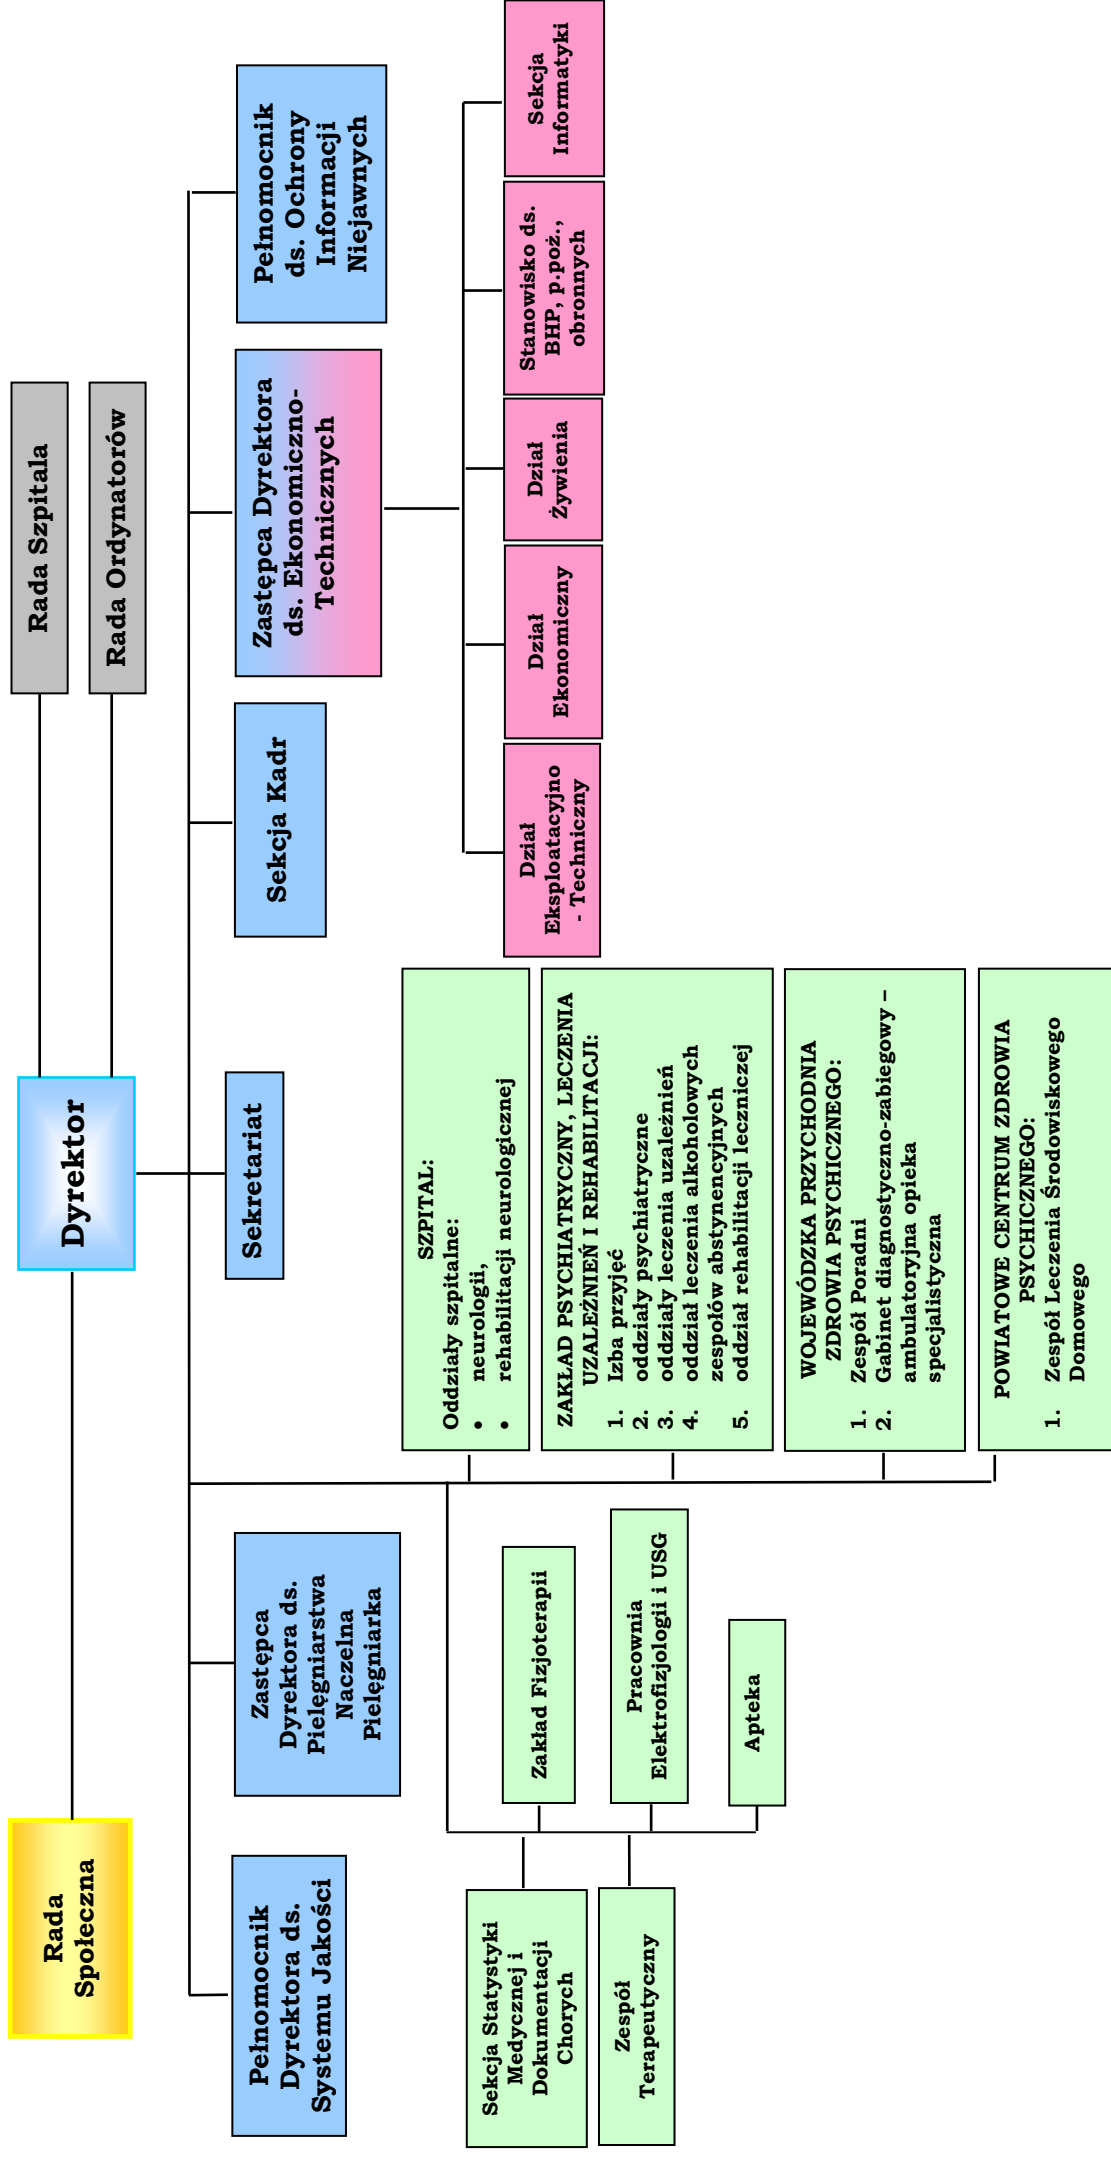 Rada
Społeczna
Dyrektor
Rada Szpitala
Rada Ordynatorów
Pełnomocnik
Dyrektora ds.
Systemu Jakości
Zastępca
Dyrektora ds.
Pielęgniarstwa
Naczelna
Pielęgniarka
Sekretariat
Sekcja Kadr
Zastępca Dyrektora
ds. Ekonomiczno-
Technicznych
Pełnomocnik
ds. Ochrony
Informacji
Niejawnych
Sekcja Statystyki
Medycznej i
Dokumentacji
Chorych
Zespół
Terapeutyczny
Zakład Fizjoterapii
Pracownia
Elektrofizjologii i USG
Apteka
SZPITAL:
Oddziały szpitalne:
• neurologii,
• rehabilitacji neurologicznej
ZAKŁAD PSYCHIATRYCZNY, LECZENIA
UZALEŻNIEŃ I REHABILITACJI:
1. Izba przyjęć
2. oddziały psychiatryczne
3. oddziały leczenia uzależnień
4. oddział leczenia alkoholowych
zespołów abstynencyjnych
5. oddział rehabilitacji leczniczej
WOJEWÓDZKA PRZYCHODNIA
ZDROWIA PSYCHICZNEGO:
1. Zespół Poradni
2. Gabinet diagnostyczno-zabiegowy –
ambulatoryjna opieka
specjalistyczna
POWIATOWE CENTRUM ZDROWIA
PSYCHICZNEGO:
1. Zespół Leczenia Środowiskowego
Domowego
Dział
Eksploatacyjno
- Techniczny
Dział
Ekonomiczny
Dział
Żywienia
Stanowisko ds.
BHP, p.poż.,
obronnych
Sekcja
Informatyki